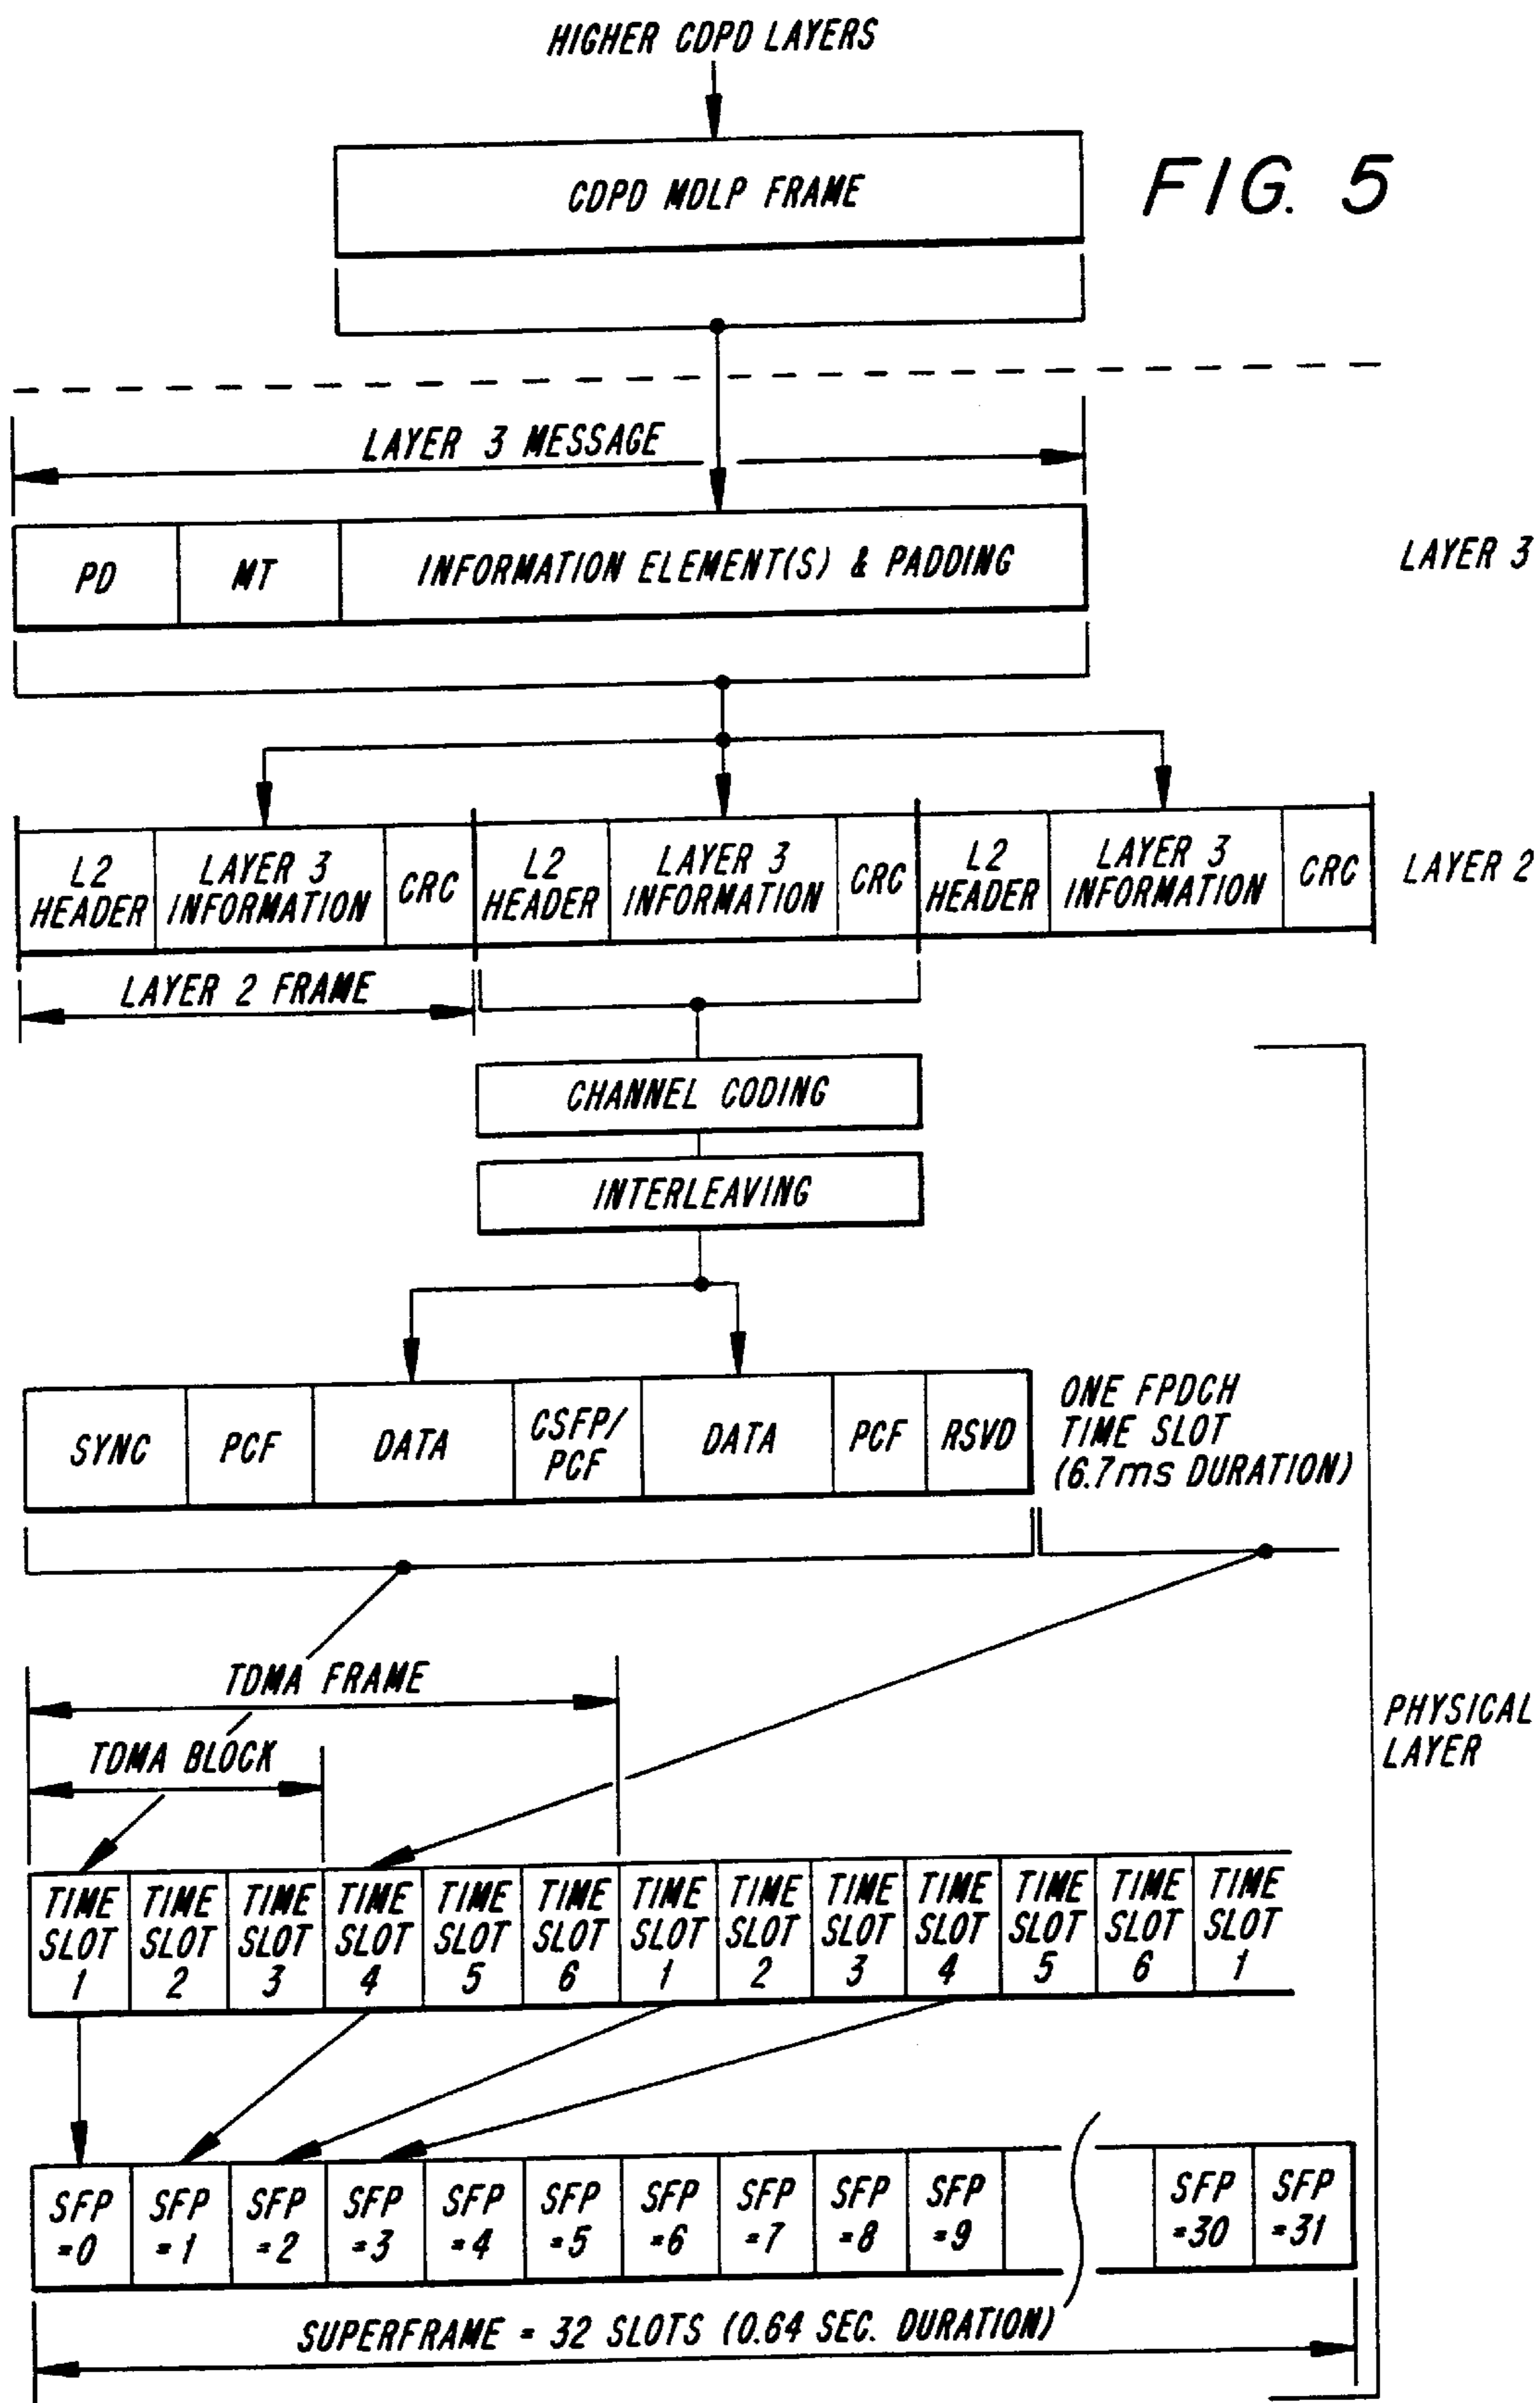 HIGHER CDPD LAYERS
CDPD MDLP FRAME
FIG. 5
LAYER 3 MESSAGE
PD
MT
INFORMATION ELEMENT(S) & PADDING
LAYER 3
L2
HEADER
LAYER 3
INFORMATION
CRC
L2
HEADER
LAYER 3
INFORMATION
CRC
L2
HEADER
LAYER 3
INFORMATION
CRC
LAYER 2
LAYER 2 FRAME
CHANNEL CODING
INTERLEAVING
SYNC
PCF
DATA
CSFP/
PCF
DATA
PCF
RSVD
ONE FPDCH
TIME SLOT
(6.7ms DURATION)
TDMA FRAME
TDMA BLOCK
PHYSICAL
LAYER
TIME
SLOT
1
TIME
SLOT
2
TIME
SLOT
3
TIME
SLOT
4
TIME
SLOT
5
TIME
SLOT
6
TIME
SLOT
1
TIME
SLOT
2
TIME
SLOT
3
TIME
SLOT
4
TIME
SLOT
5
TIME
SLOT
6
TIME
SLOT
1
SFP
=0
SFP
=1
SFP
=2
SFP
=3
SFP
=4
SFP
=5
SFP
=6
SFP
=7
SFP
=8
SFP
=9
SFP
=30
SFP
=31
SUPERFRAME = 32 SLOTS (0.64 SEC. DURATION)